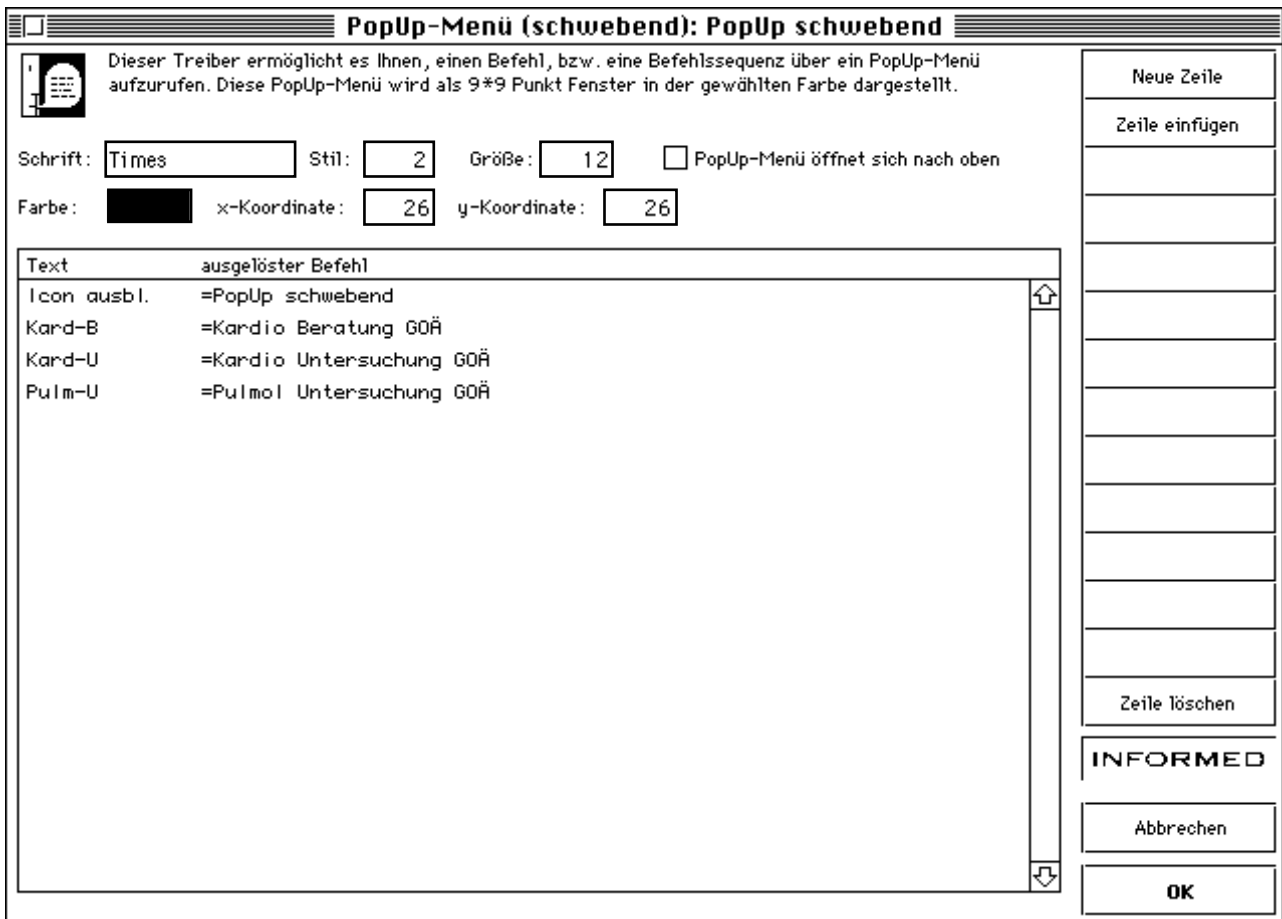 PopUp-Menü (schwebend): PopUp schwebend
Dieser Treiber ermöglicht es Ihnen, einen Befehl, bzw. eine Befehlssequenz über ein PopUp-Menü
aufzurufen. Diese PopUp-Menü wird als 9*9 Punkt Fenster in der gewählten Farbe dargestellt.
Schrift: Times Stil: 2 Größe: 12 PopUp-Menü öffnet sich nach oben
Farbe: x-Koordinate: 26 y-Koordinate: 26
Text ausgelöster Befehl
Icon ausbl. =PopUp schwebend
Kard-B =Kardio Beratung GOÄ
Kard-U =Kardio Untersuchung GOÄ
Pulm-U =Pulmol Untersuchung GOÄ
Neue Zeile
Zeile einfügen
Zeile löschen
INFORMED
Abbrechen
OK